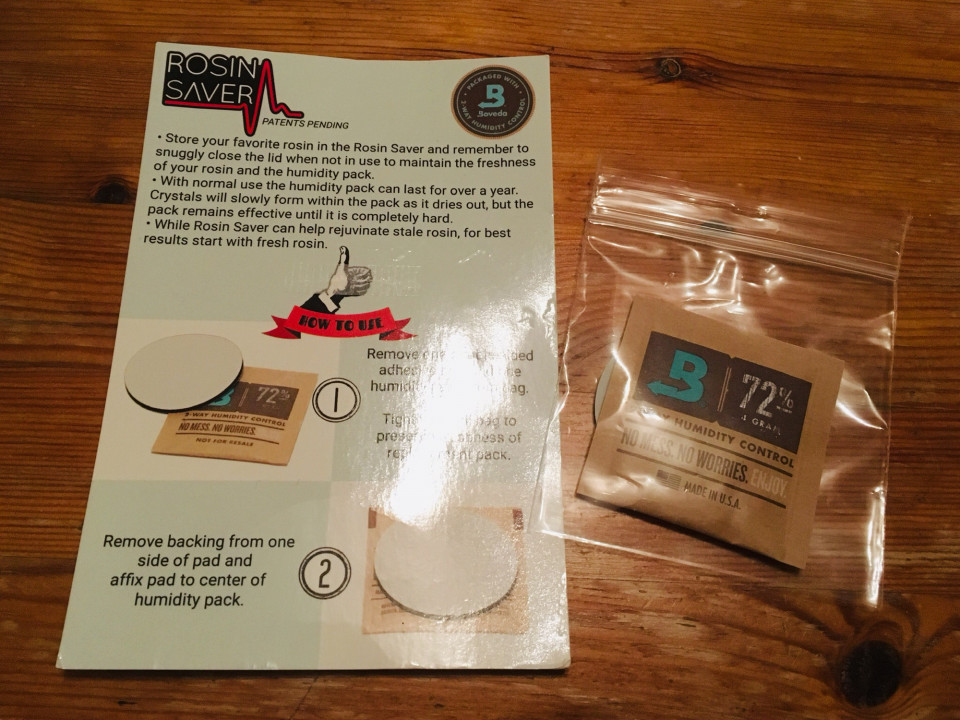 ROSIN
SAVER
PATENTS PENDING
PACKAGED WITH
B
Boveda
2-WAY HUMIDITY CONTROL
• Store your favorite rosin in the Rosin Saver and remember to
snuggly close the lid when not in use to maintain the freshness
of your rosin and the humidity pack.
• With normal use the humidity pack can last for over a year.
Crystals will slowly form within the pack as it dries out, but the
pack remains effective until it is completely hard.
• While Rosin Saver can help rejuvinate stale rosin, for best
results start with fresh rosin.
HOW TO USE
1
Remove
humidity
Tight to
of
pack.
72%
2-WAY HUMIDITY CONTROL
NO MESS. NO WORRIES.
NOT FOR RESALE
Remove backing from one
side of pad and
affix pad to center of
humidity pack.
2
B 72%
4 GRAM
2-WAY HUMIDITY CONTROL
NO MESS. NO WORRIES. ENJOY.
MADE IN U.S.A.